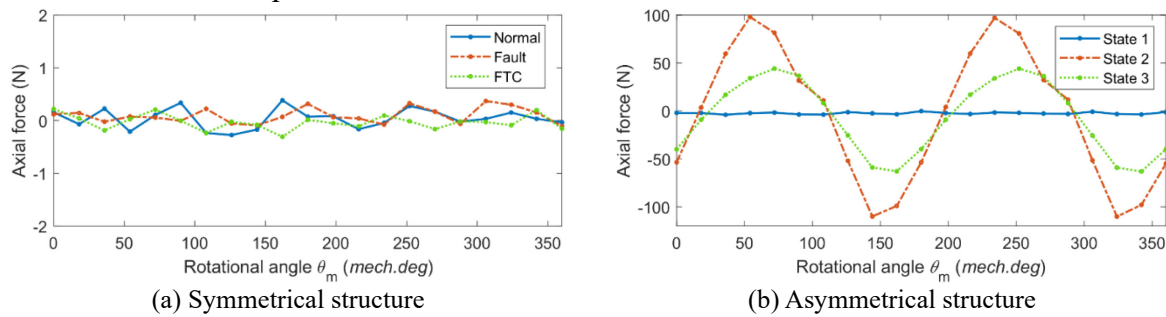 2
1
0
-1
-2
Axial force (N)
Normal
Fault
FTC
0 50 100 150 200 250 300 350
Rotational angle θm (mech.deg)
(a) Symmetrical structure
100
50
0
-50
-100
Axial force (N)
State 1
State 2
State 3
0 50 100 150 200 250 300 350
Rotational angle θm (mech.deg)
(b) Asymmetrical structure